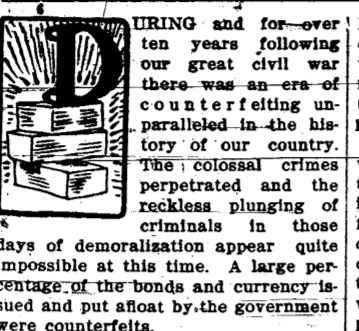 DURING and for over
ten years following
our great civil war
there was an era of
counterfeiting un-
paralleled in the his-
tory of our country.
The colossal crimes
perpetrated and the
reckless plunging of
criminals in those
days of demoralization appear quite
impossible at this time. A large per-
centage of the bonds and currency is-
sued and put afloat by the government
were counterfeits.